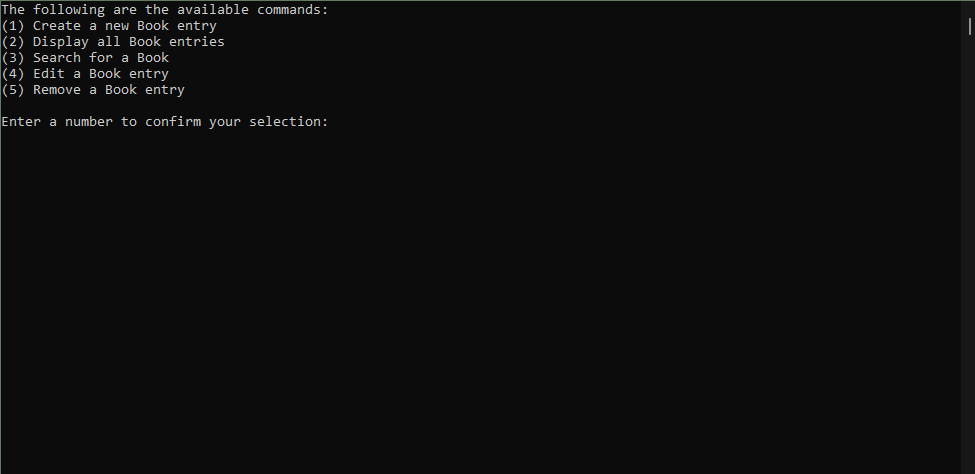 The following are the available commands:
(1) Create a new Book entry
(2) Display all Book entries
(3) Search for a Book
(4) Edit a Book entry
(5) Remove a Book entry
Enter a number to confirm your selection: